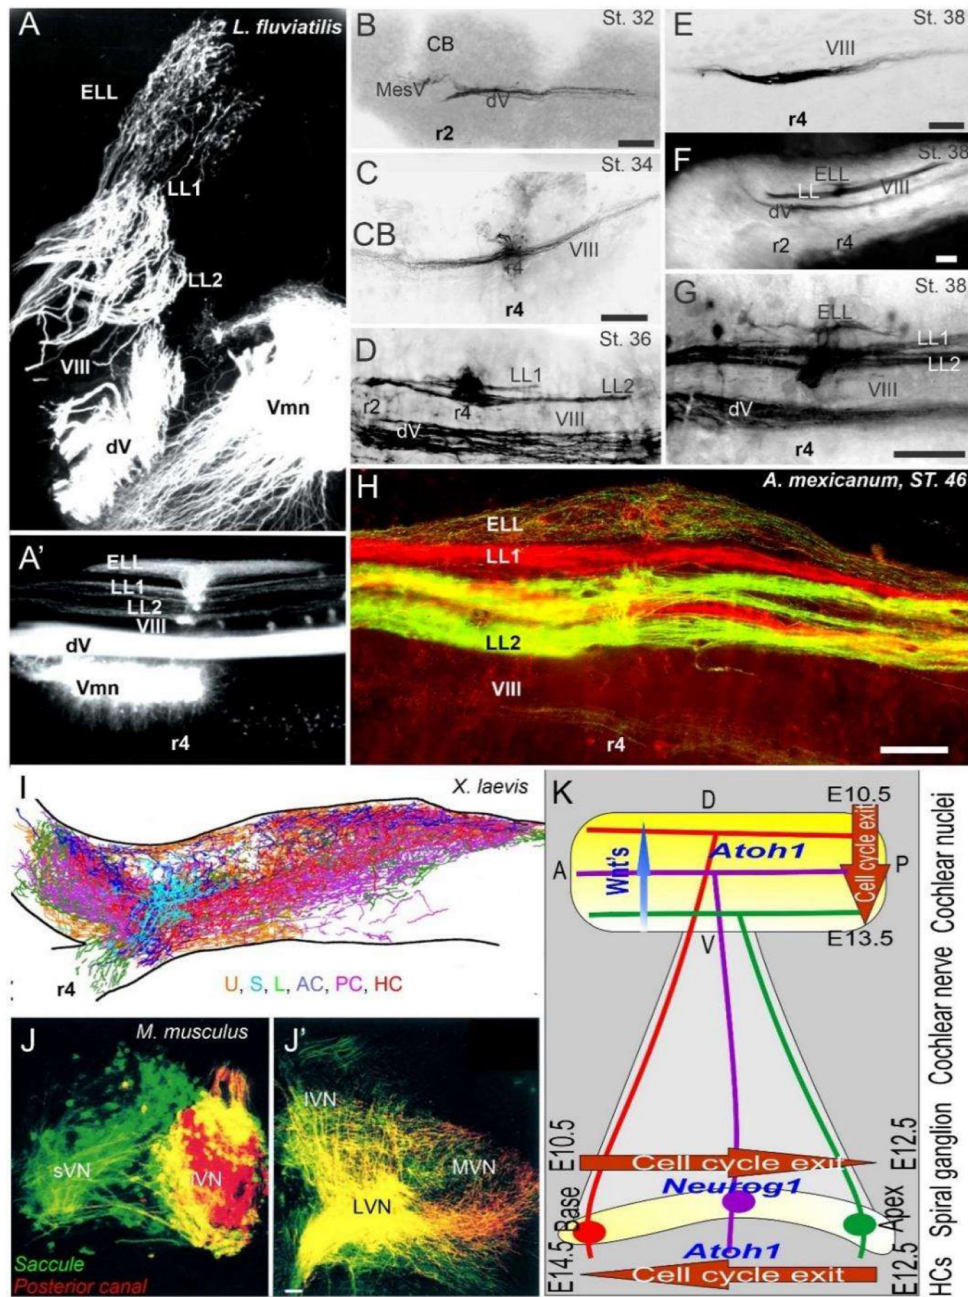 A
L. fluviatilis
ELL
LL1
LL2
VIII
dV
Vmn
A'
ELL
LL1
LL2
VIII
dV
Vmn
r4
B
St. 32
CB
MesV
dV
r2
C
St. 34
CB
VIII
r4
D
St. 36
LL1
LL2
r2
r4
VIII
dV
E
St. 38
VIII
r4
F
St. 38
ELL
LL
VIII
dV
r2
r4
G
St. 38
ELL
LL1
LL2
VIII
dV
r4
H
A. mexicanum, ST. 46
ELL
LL1
LL2
VIII
r4
I
X. laevis
r4
U, S, L, AC, PC, HC
J
M. musculus
sVN
IVN
Saccule
Posterior canal
J'
IVN
MVN
LVN
K
D
E10.5
Atoh1
Wnt's
A
P
Cell cycle exit
V
E13.5
E10.5
Cell cycle exit
E12.5
Neurog1
Base
Apex
Atoh1
E14.5
Cell cycle exit
E12.5
Cochlear nuclei
Cochlear nerve
Spiral ganglion
HCs